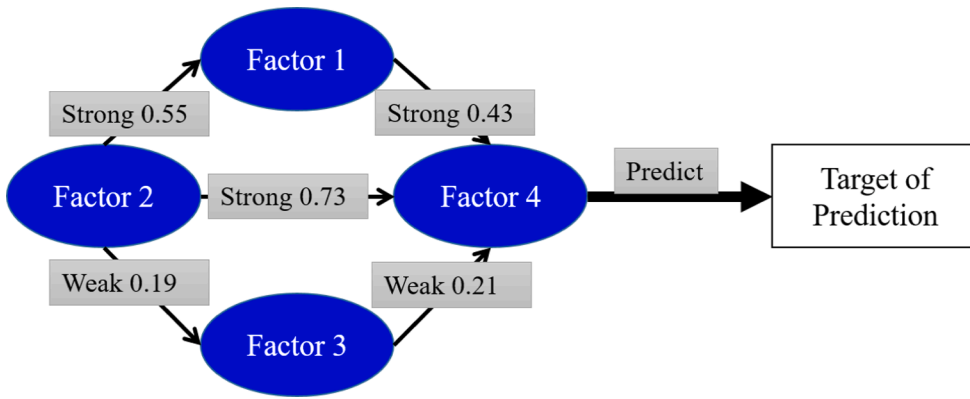 Factor 1
Strong 0.55
Strong 0.43
Factor 2
Strong 0.73
Factor 4
Predict
Target of
Prediction
Weak 0.19
Weak 0.21
Factor 3